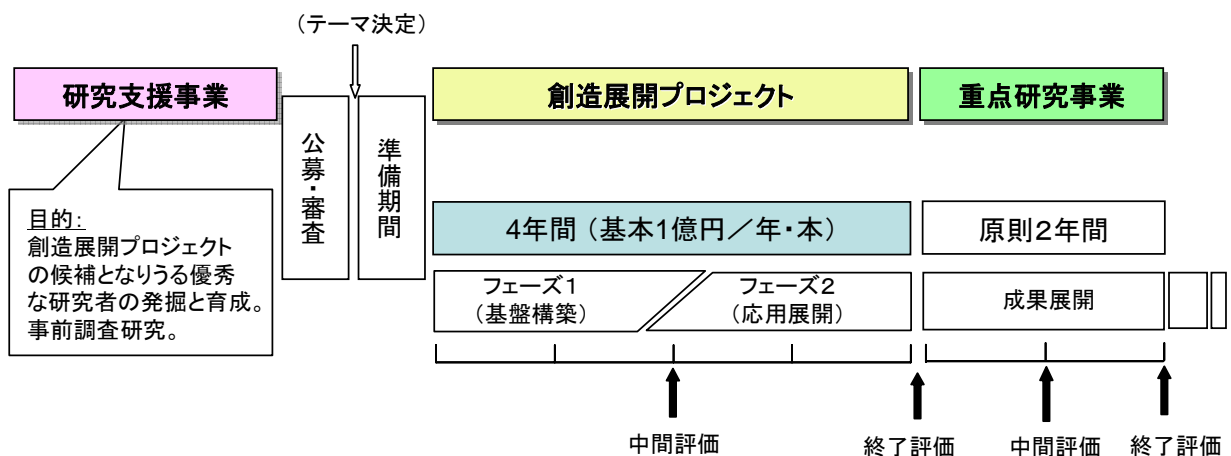 (テーマ決定)
研究支援事業
創造展開プロジェクト
重点研究事業
公募・審査
準備期間
目的:
創造展開プロジェクト
の候補となりうる優秀
な研究者の発掘と育成。
事前調査研究。
4年間(基本1億円/年・本)
原則2年間
フェーズ1
(基盤構築)
フェーズ2
(応用展開)
成果展開
中間評価
終了評価
中間評価
終了評価